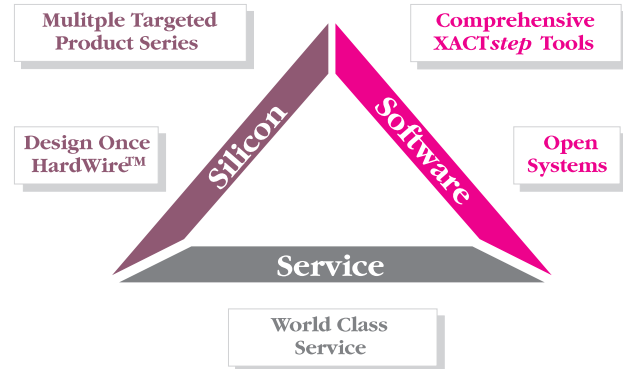 Mulitple Targeted
Product Series
Comprehensive
XACTstep Tools
Silicon
Software
Design Once
HardWire™
Open
Systems
Service
World Class
Service